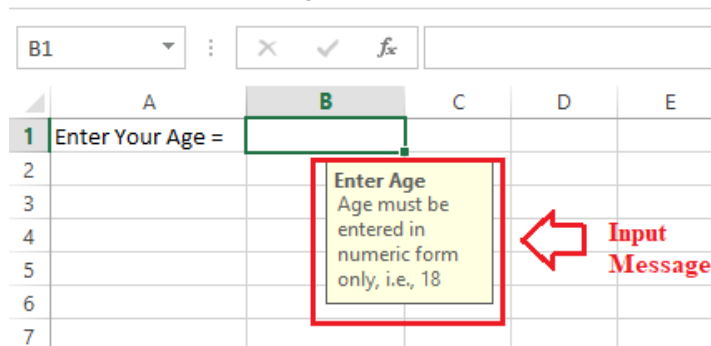 B1 fx
A B C D E
1 Enter Your Age =
2
3
4
5
6
7
Enter Age
Age must be
entered in
numeric form
only, i.e., 18
Input
Message